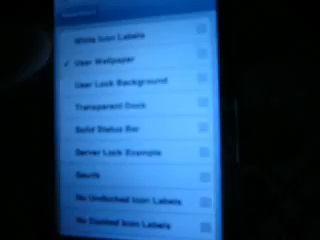 White Icon Labels
User Wallpaper
User Lock Background
Transparent Dock
Solid Status Bar
Server Lock Example
No Undocked Icon Labels
No Docked Icon Labels